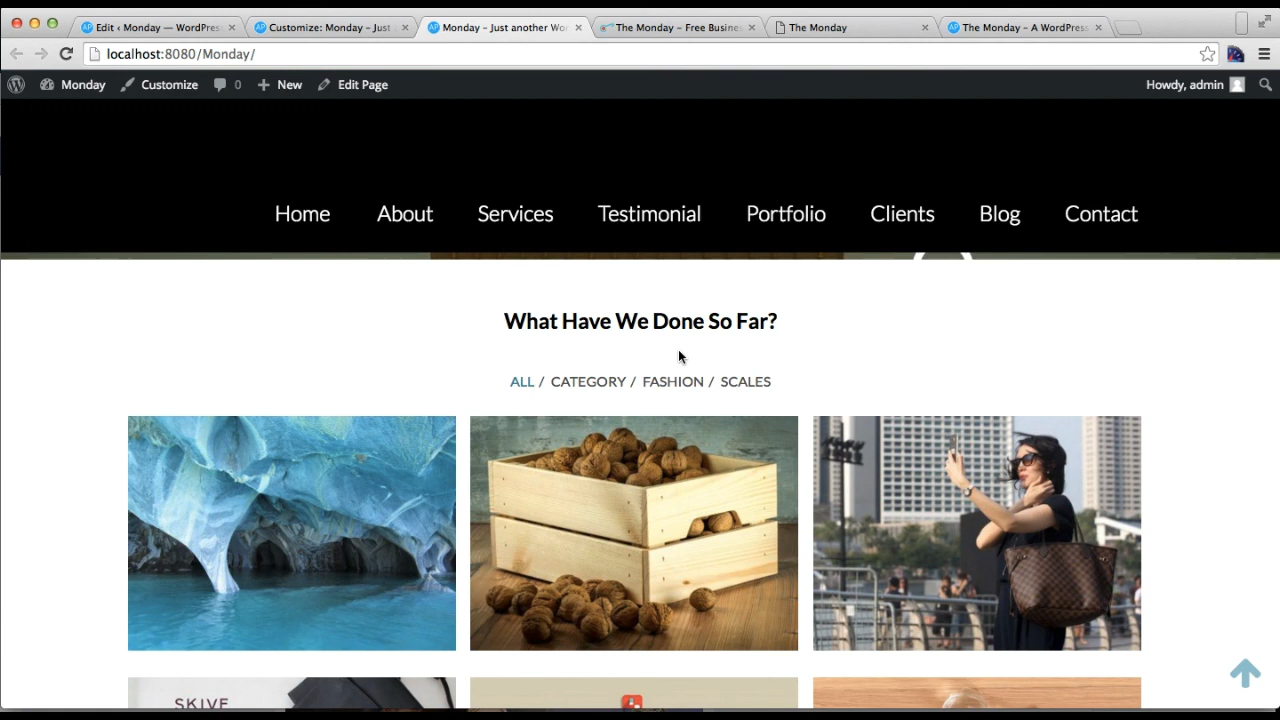 Edit ‹ Monday — WordPres
Customize: Monday – Just
Monday – Just another Wo
The Monday – Free Busine
The Monday
The Monday – A WordPress
localhost:8080/Monday/
Monday
Customize
0
New
Edit Page
Howdy, admin
Home
About
Services
Testimonial
Portfolio
Clients
Blog
Contact
What Have We Done So Far?
ALL / CATEGORY / FASHION / SCALES
SKIVE